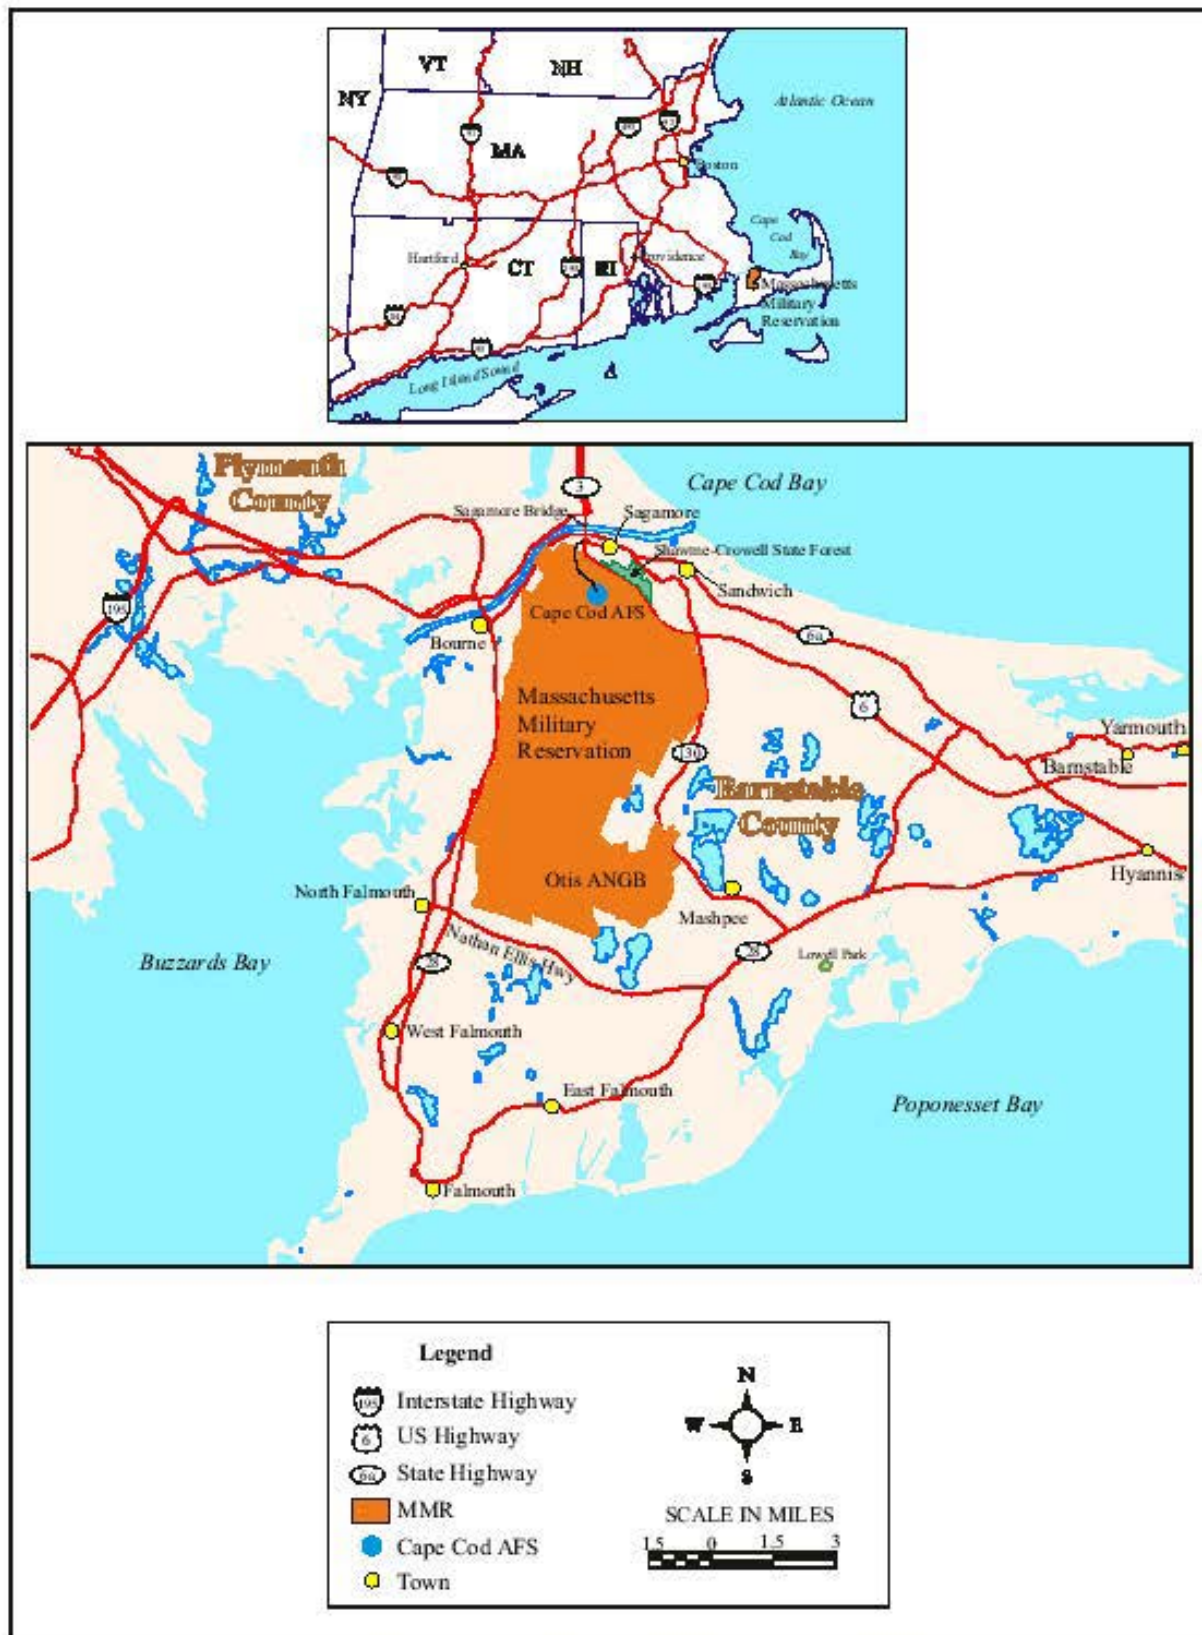 VT
NH
NY
Atlantic Ocean
MA
Boston
Cape
Cod
Bay
Hartford
CT
RI
Providence
Massachusetts
Military
Reservation
Long Island Sound
Plymouth
County
3
Cape Cod Bay
Sagamore Bridge
Sagamore
Shawme-Crowell State Forest
Sandwich
195
Cape Cod AFS
Bourne
6a
Massachusetts
Military
Reservation
6
Yarmouth
130
Barnstable
Barnstable
County
Otis ANGB
Hyannis
North Falmouth
Mashpee
Nathan Ellis Hwy
28
28
Lowell Park
Buzzards Bay
West Falmouth
East Falmouth
Poponesset Bay
Falmouth
Legend
195 Interstate Highway
6 US Highway
6a State Highway
MMR
Cape Cod AFS
Town
N
W E
S
SCALE IN MILES
1.5 0 1.5 3